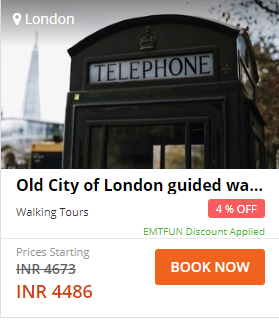 London
TELEPHONE
Old City of London guided wa...
Walking Tours
4 % OFF
EMTFUN Discount Applied
Prices Starting
INR 4673
INR 4486
BOOK NOW